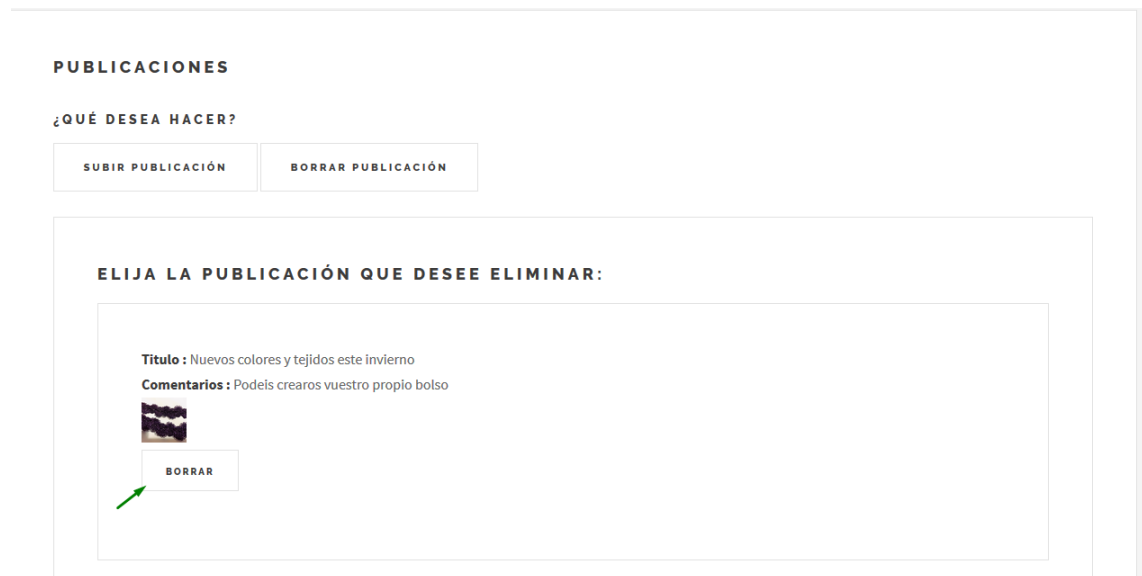 PUBLICACIONES
¿QUÉ DESEA HACER?
SUBIR PUBLICACIÓN BORRAR PUBLICACIÓN
ELIJA LA PUBLICACIÓN QUE DESEE ELIMINAR:
Titulo : Nuevos colores y tejidos este invierno
Comentarios : Podeis crearos vuestro propio bolso
BORRAR